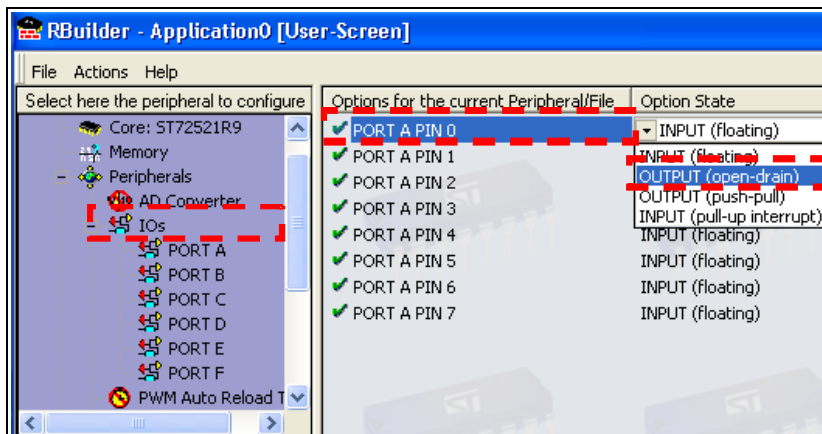 RBuilder - Application0 [User-Screen]
File Actions Help
Select here the peripheral to configure
Core: ST72521R9
Memory
Peripherals
AD Converter
IOs
PORT A
PORT B
PORT C
PORT D
PORT E
PORT F
PWM Auto Reload T
Options for the current Peripheral/File Option State
PORT A PIN 0 INPUT (floating)
PORT A PIN 1 INPUT (floating)
PORT A PIN 2 OUTPUT (open-drain)
PORT A PIN 3 OUTPUT (push-pull)
INPUT (pull-up interrupt)
PORT A PIN 4 INPUT (floating)
PORT A PIN 5 INPUT (floating)
PORT A PIN 6 INPUT (floating)
PORT A PIN 7 INPUT (floating)
ST